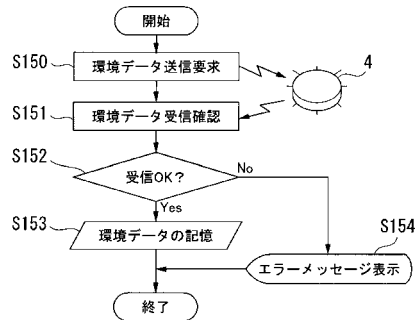 開始
S150
環境データ送信要求
4
S151
環境データ受信確認
S152
受信OK?
No
Yes
S153
環境データの記憶
S154
エラーメッセージ表示
終了